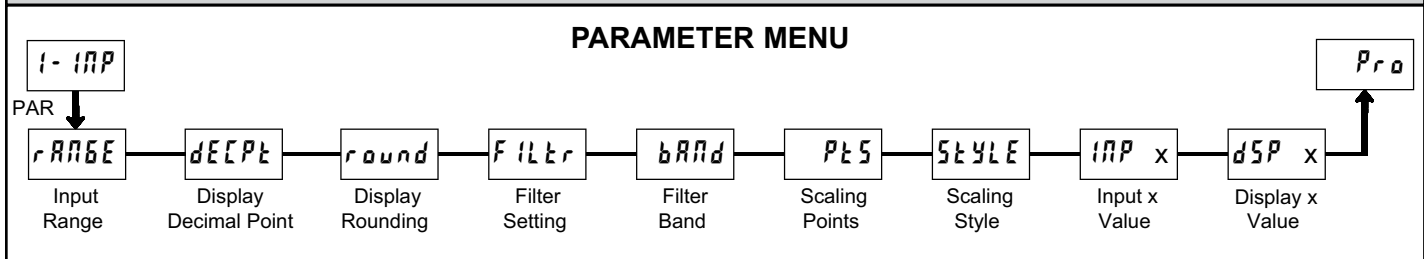 PARAMETER MENU
1-INP
Pro
PAR
rANGE
dECPt
round
FILtr
bANd
PtS
StYLE
INP x
dSP x
Input
Range
Display
Decimal Point
Display
Rounding
Filter
Setting
Filter
Band
Scaling
Points
Scaling
Style
Input x
Value
Display x
Value